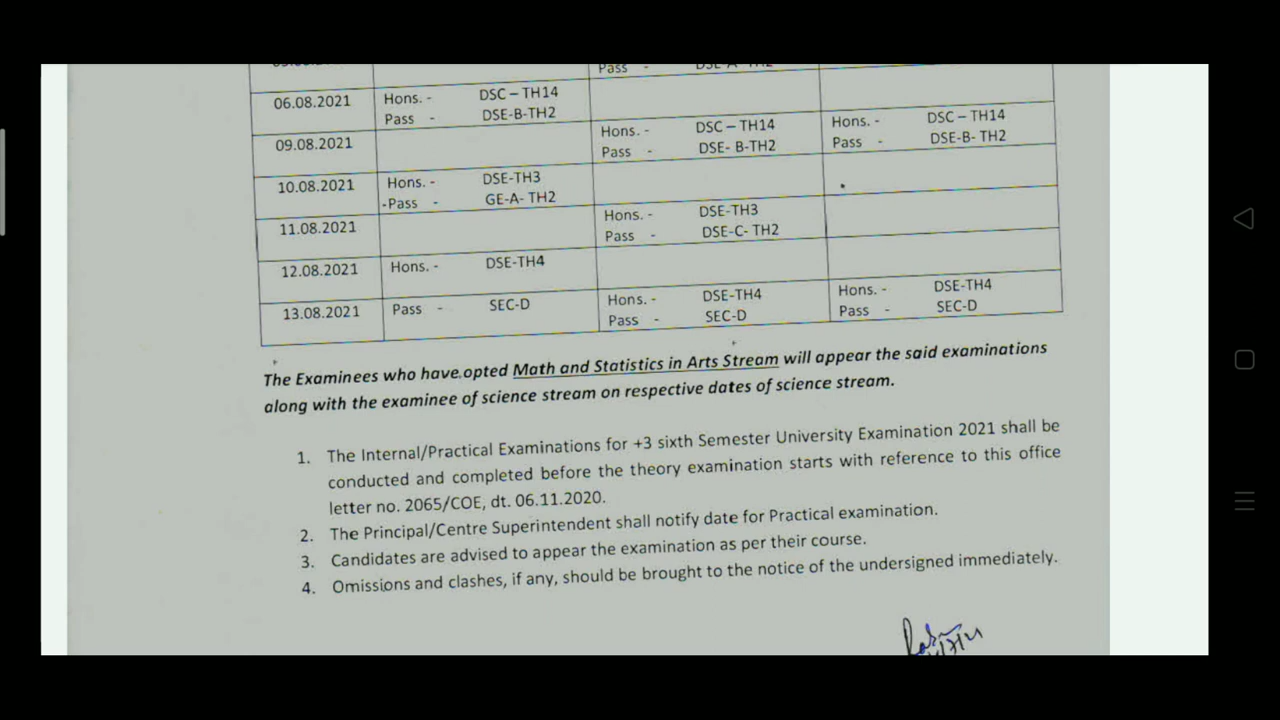 Pass -
06.08.2021 Hons. - DSC – TH14
Pass - DSE-B-TH2
09.08.2021 Hons. - DSC – TH14 Hons. - DSC – TH14
Pass - DSE- B-TH2 Pass - DSE-B- TH2
10.08.2021 Hons. - DSE-TH3
-Pass - GE-A- TH2
11.08.2021 Hons. - DSE-TH3
Pass - DSE-C- TH2
12.08.2021 Hons. - DSE-TH4
13.08.2021 Pass - SEC-D Hons. - DSE-TH4 Hons. - DSE-TH4
Pass - SEC-D Pass - SEC-D
The Examinees who have opted Math and Statistics in Arts Stream will appear the said examinations
along with the examinee of science stream on respective dates of science stream.
1. The Internal/Practical Examinations for +3 sixth Semester University Examination 2021 shall be
conducted and completed before the theory examination starts with reference to this office
letter no. 2065/COE, dt. 06.11.2020.
2. The Principal/Centre Superintendent shall notify date for Practical examination.
3. Candidates are advised to appear the examination as per their course.
4. Omissions and clashes, if any, should be brought to the notice of the undersigned immediately.